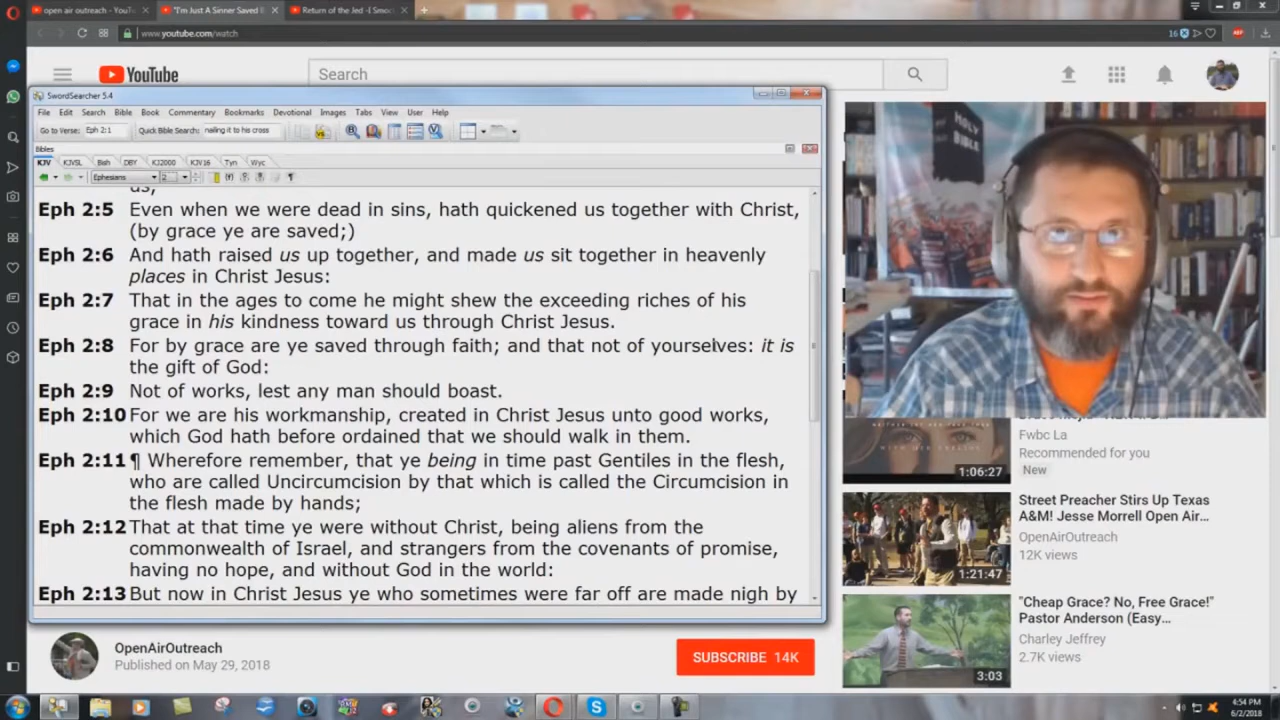 open air outreach - YouTu
"I'm Just A Sinner Saved B
Return of the Jed -I Smoc
www.youtube.com/watch
16
YouTube
Search
SwordSearcher 5.4
File Edit Search Bible Book Commentary Bookmarks Devotional Images Tabs View User Help
Go to Verse: Eph 2:1 Quick Bible Search: nailing it to his cross
Bibles
KJV KJVSL Bish DBY KJ2000 KJV16 Tyn Wyc
Ephesians 2
us,
Eph 2:5 Even when we were dead in sins, hath quickened us together with Christ,
(by grace ye are saved;)
Eph 2:6 And hath raised us up together, and made us sit together in heavenly
places in Christ Jesus:
Eph 2:7 That in the ages to come he might shew the exceeding riches of his
grace in his kindness toward us through Christ Jesus.
Eph 2:8 For by grace are ye saved through faith; and that not of yourselves: it is
the gift of God:
Eph 2:9 Not of works, lest any man should boast.
Eph 2:10 For we are his workmanship, created in Christ Jesus unto good works,
which God hath before ordained that we should walk in them.
Eph 2:11 ¶ Wherefore remember, that ye being in time past Gentiles in the flesh,
who are called Uncircumcision by that which is called the Circumcision in
the flesh made by hands;
Eph 2:12 That at that time ye were without Christ, being aliens from the
commonwealth of Israel, and strangers from the covenants of promise,
having no hope, and without God in the world:
Eph 2:13 But now in Christ Jesus ye who sometimes were far off are made nigh by
HOLY
BIBLE
OpenAirOutreach
Published on May 29, 2018
SUBSCRIBE 14K
Fwbc La
Recommended for you
New
1:06:27
Street Preacher Stirs Up Texas
A&M! Jesse Morrell Open Air...
OpenAirOutreach
12K views
1:21:47
"Cheap Grace? No, Free Grace!"
Pastor Anderson (Easy...
Charley Jeffrey
2.7K views
3:03
4:54 PM
6/2/2018